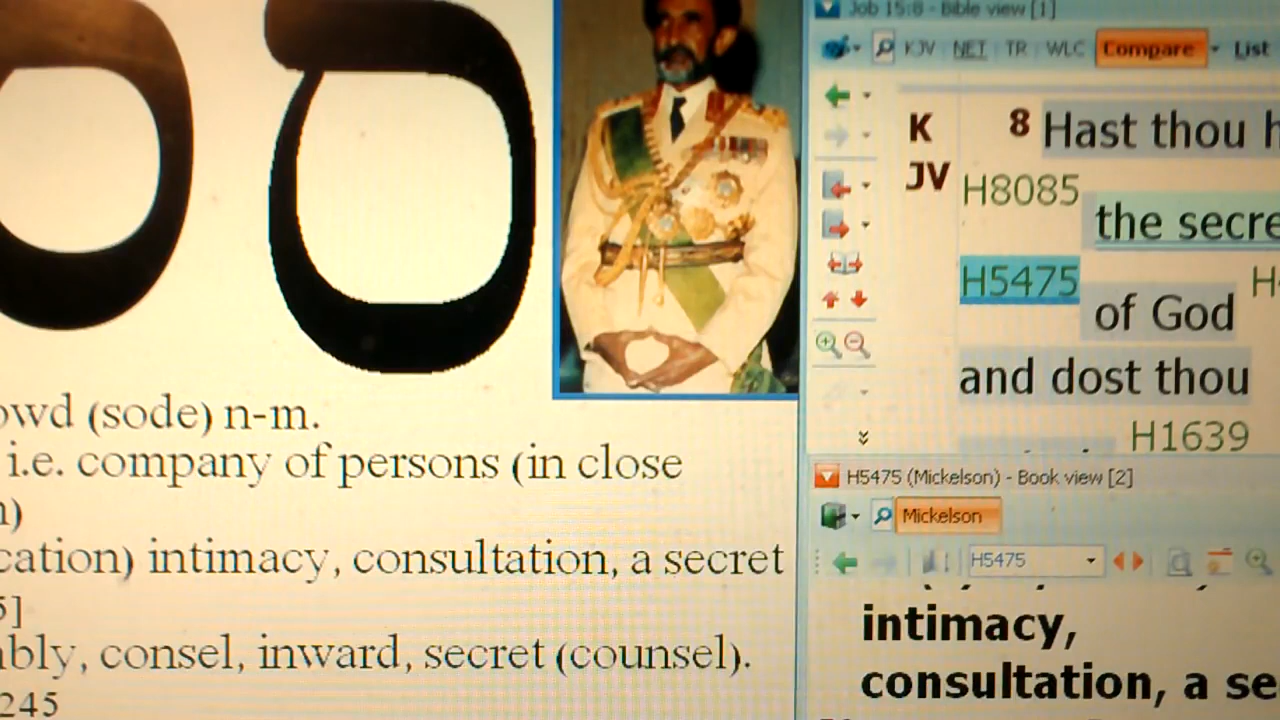 ס ס
owd (sode) n-m.
i.e. company of persons (in close
n)
cation) intimacy, consultation, a secret
5]
ably, consel, inward, secret (counsel).
245
Job 15:8 - Bible view [1]
KJV NET TR WLC Compare List
K
JV
8 Hast thou h
H8085
the secre
H5475 H
of God
and dost thou
H1639
H5475 (Mickelson) - Book view [2]
Mickelson
H5475
intimacy,
consultation, a se